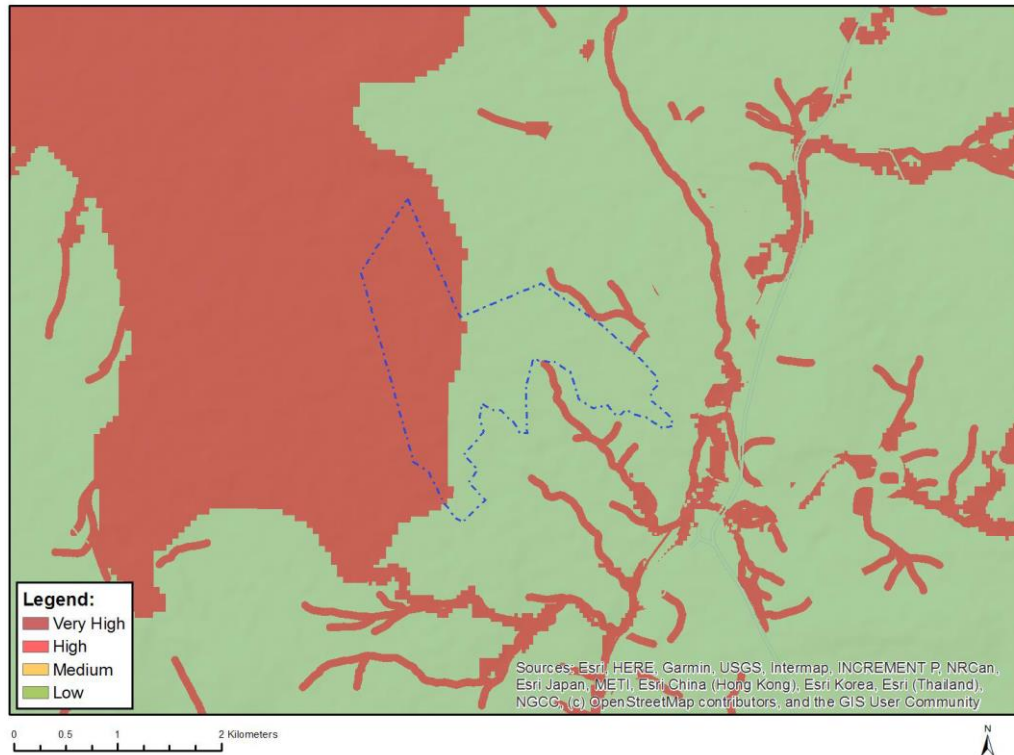 Legend:
Very High
High
Medium
Low
Sources: Esri, HERE, Garmin, USGS, Intermap, INCREMENT P, NRCan,
Esri Japan, METI, Esri China (Hong Kong), Esri Korea, Esri (Thailand),
NGCC, (c) OpenStreetMap contributors, and the GIS User Community
0 0.5 1 2 Kilometers
N